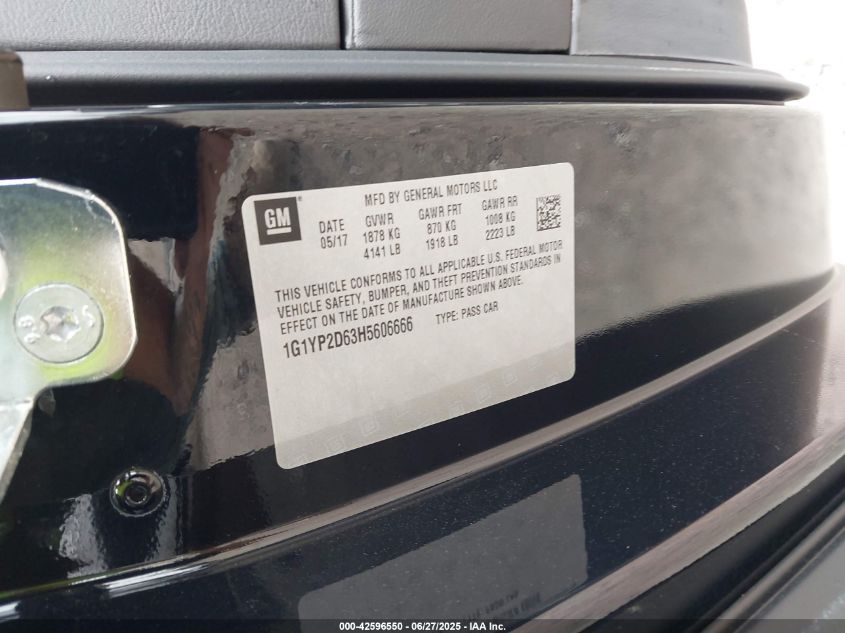 GM
MFD BY GENERAL MOTORS LLC
DATE GVWR GAWR FRT GAWR RR
05/17 1878 KG 870 KG 1008 KG
4141 LB 1918 LB 2223 LB
THIS VEHICLE CONFORMS TO ALL APPLICABLE U.S. FEDERAL MOTOR
VEHICLE SAFETY, BUMPER, AND THEFT PREVENTION STANDARDS IN
EFFECT ON THE DATE OF MANUFACTURE SHOWN ABOVE.
1G1YP2D63H5606666 TYPE: PASS CAR
000-42596550 | 06/27/2025 - IAA Inc.